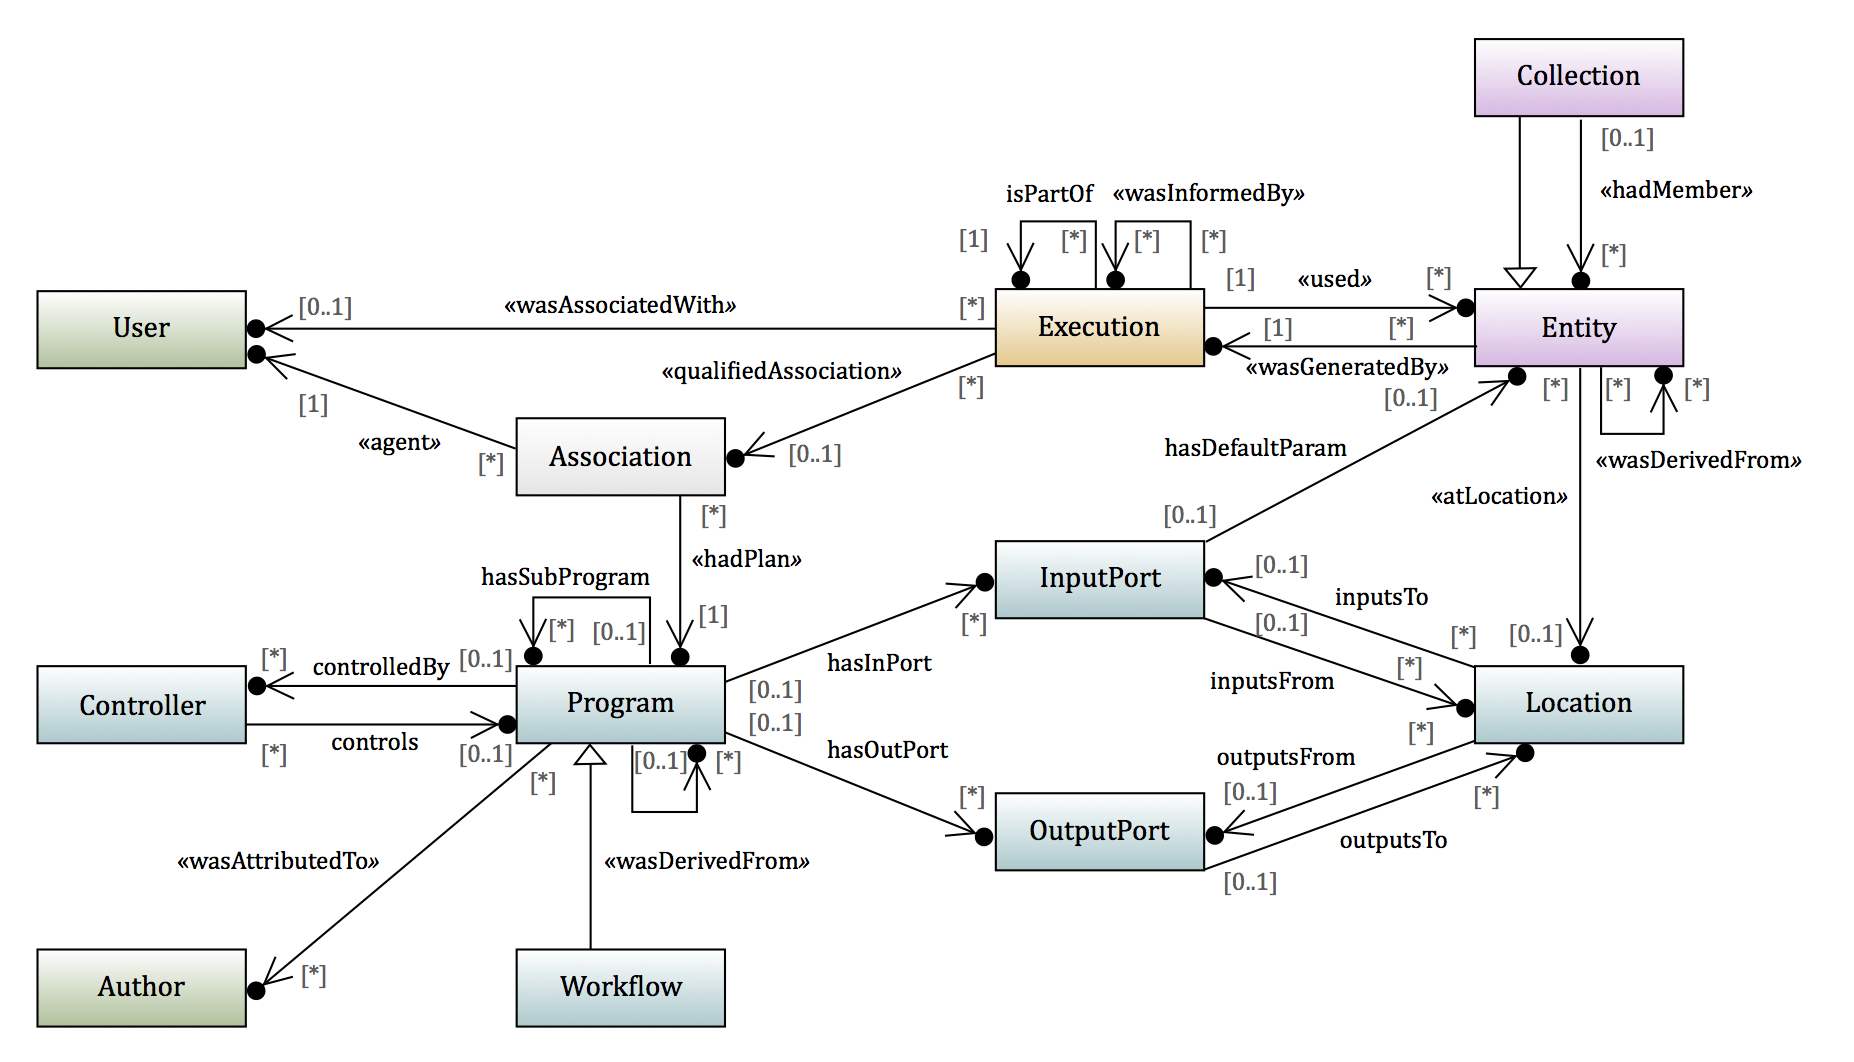 Collection
[0..1]
isPartOf
«wasInformedBy»
«hadMember»
[1]
[*]
[*]
[*]
[*]
[1]
«used»
[*]
User
[0..1]
«wasAssociatedWith»
[*]
Execution
[1]
[*]
Entity
«qualifiedAssociation»
[*]
«wasGeneratedBy»
[0..1]
[*]
[*]
[*]
[1]
«agent»
[*]
Association
[0..1]
hasDefaultParam
«wasDerivedFrom»
«atLocation»
[*]
[0..1]
«hadPlan»
hasSubProgram
InputPort
[0..1]
inputsTo
[*]
[0..1]
[1]
[*]
[0..1]
[0..1]
[*]
[*]
controlledBy
[0..1]
hasInPort
[*]
inputsFrom
Controller
Program
[0..1]
[0..1]
Location
controls
[*]
[0..1]
[0..1]
[*]
hasOutPort
[*]
outputsFrom
[*]
[*]
[0..1]
[*]
OutputPort
outputsTo
«wasAttributedTo»
«wasDerivedFrom»
[0..1]
[*]
Author
Workflow